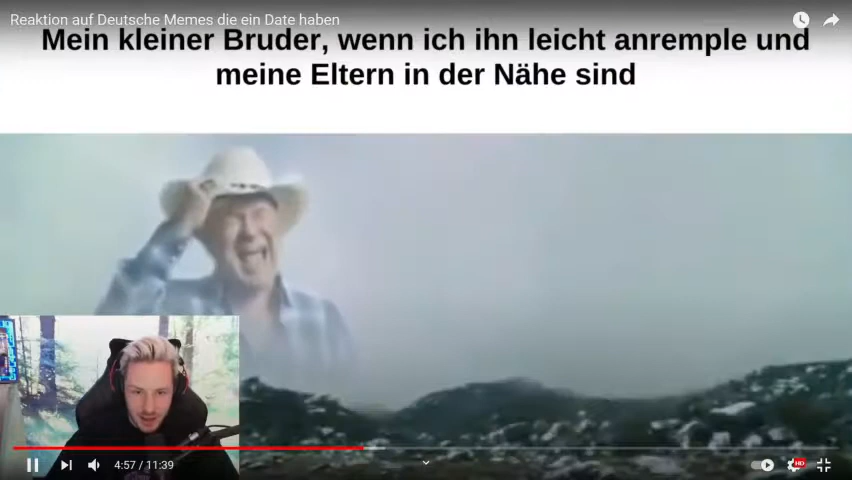 Reaktion auf Deutsche Memes die ein Date haben
Mein kleiner Bruder, wenn ich ihn leicht anremple und
meine Eltern in der Nähe sind
4:57 / 11:39
HD